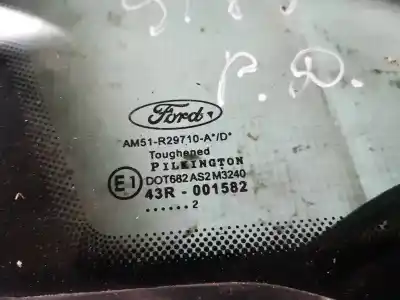 P.D.
Ford
AM51-R29710-A*/D*
Toughened
PILKINGTON
E1
DOT682 AS2 M3240
43R - 001582
...... 2